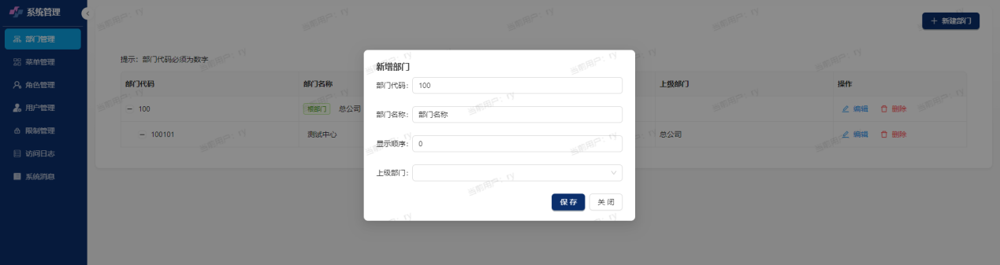 系统管理
+ 新建部门
部门管理
菜单管理
角色管理
用户管理
限制管理
访问日志
系统消息
提示：部门代码必须为数字
部门代码 部门名称 上级部门 操作
100 根部门 总公司 编辑 删除
100101 测试中心 总公司 编辑 删除
新增部门
部门代码： 100
部门名称： 部门名称
显示顺序： 0
上级部门：
保存 关闭
当前用户：ry